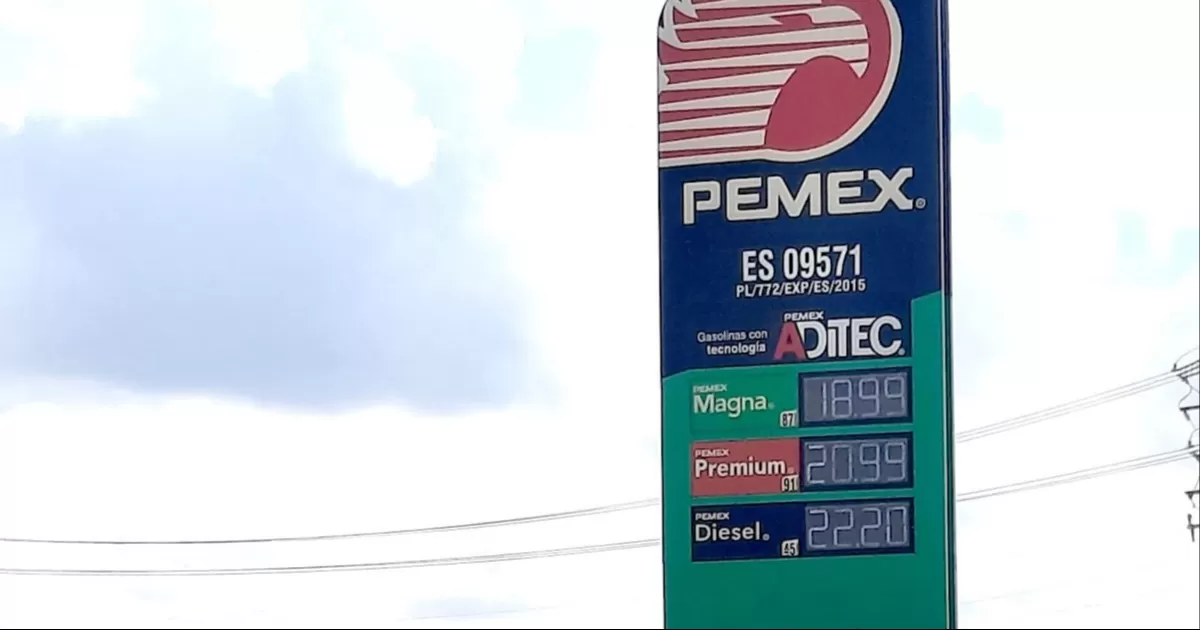 PEMEX®
ES 09571
PL/772/EXP/ES/2015
Gasolinas con
tecnología
PEMEX
ADITEC®
PEMEX
Magna®
87
18.99
PEMEX
Premium®
91
20.99
PEMEX
Diesel®
45
22.20